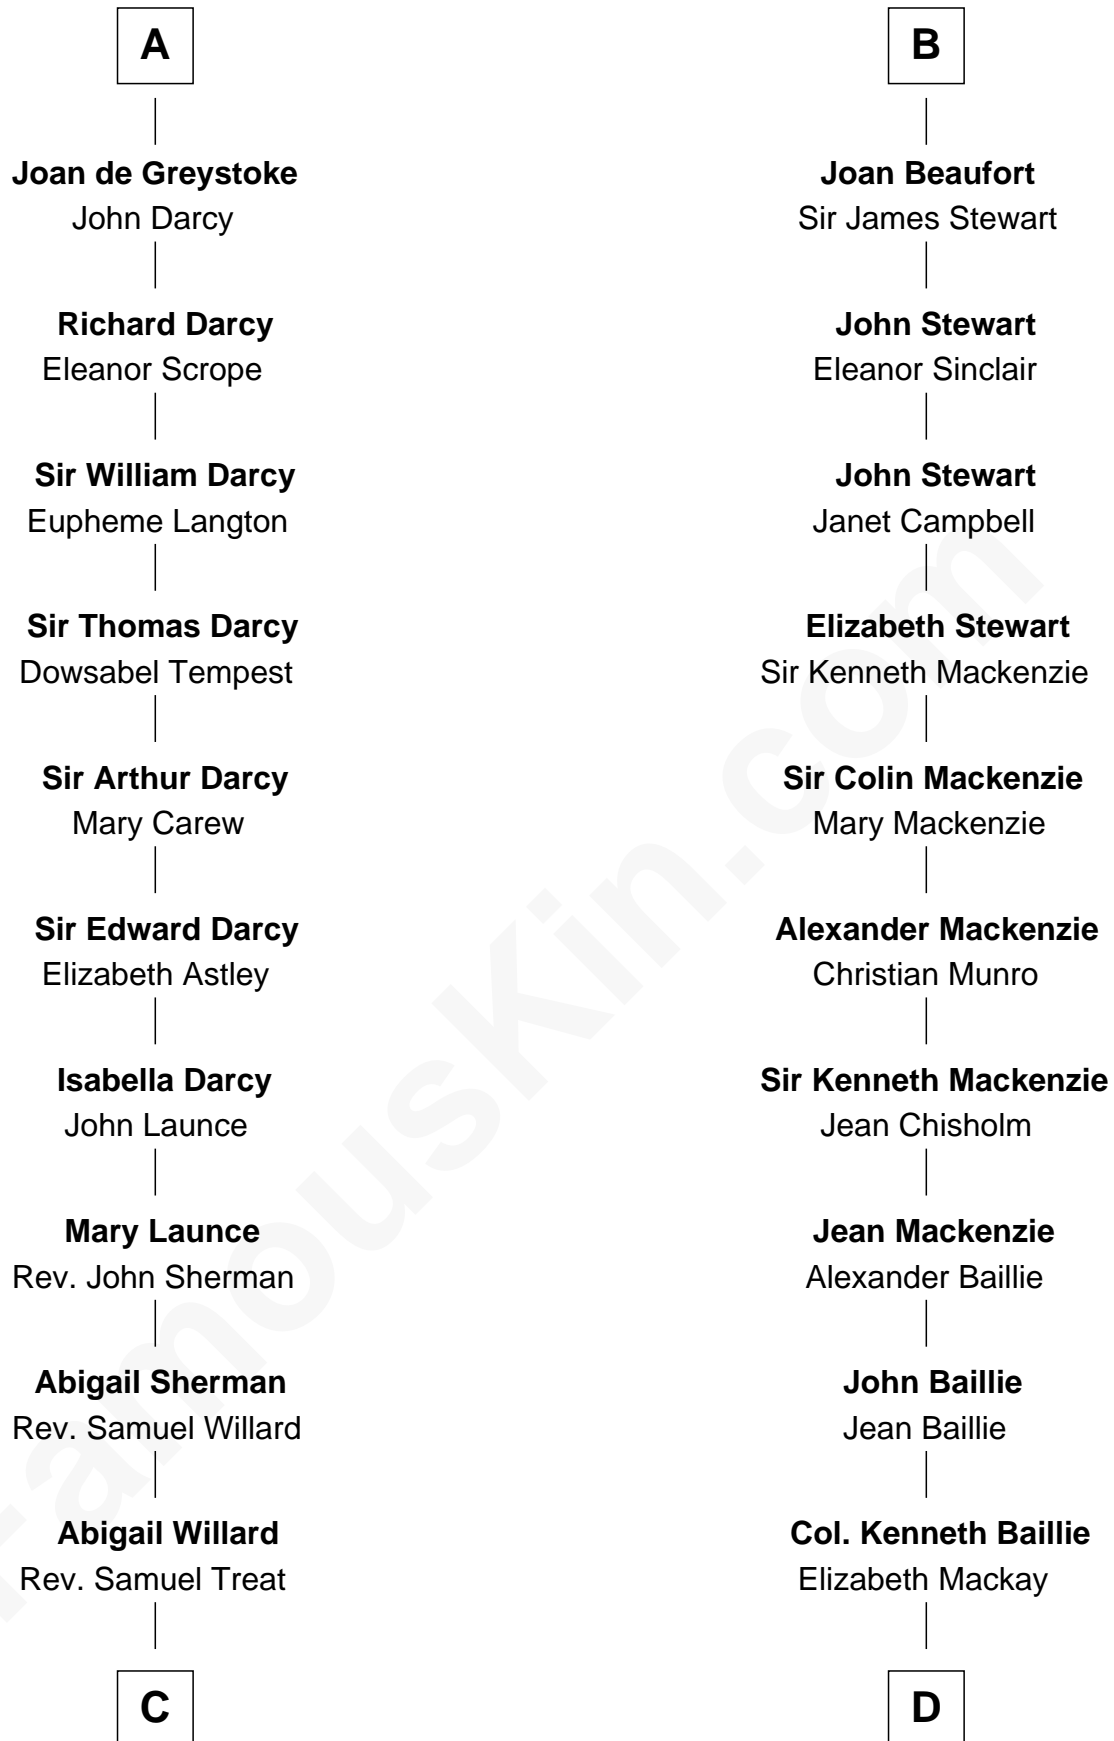 A
Joan de Greystoke
John Darcy
Richard Darcy
Eleanor Scrope
Sir William Darcy
Eupheme Langton
Sir Thomas Darcy
Dowsabel Tempest
Sir Arthur Darcy
Mary Carew
Sir Edward Darcy
Elizabeth Astley
Isabella Darcy
John Launce
Mary Launce
Rev. John Sherman
Abigail Sherman
Rev. Samuel Willard
Abigail Willard
Rev. Samuel Treat
C
B
Joan Beaufort
Sir James Stewart
John Stewart
Eleanor Sinclair
John Stewart
Janet Campbell
Elizabeth Stewart
Sir Kenneth Mackenzie
Sir Colin Mackenzie
Mary Mackenzie
Alexander Mackenzie
Christian Munro
Sir Kenneth Mackenzie
Jean Chisholm
Jean Mackenzie
Alexander Baillie
John Baillie
Jean Baillie
Col. Kenneth Baillie
Elizabeth Mackay
D
FamousKin.com